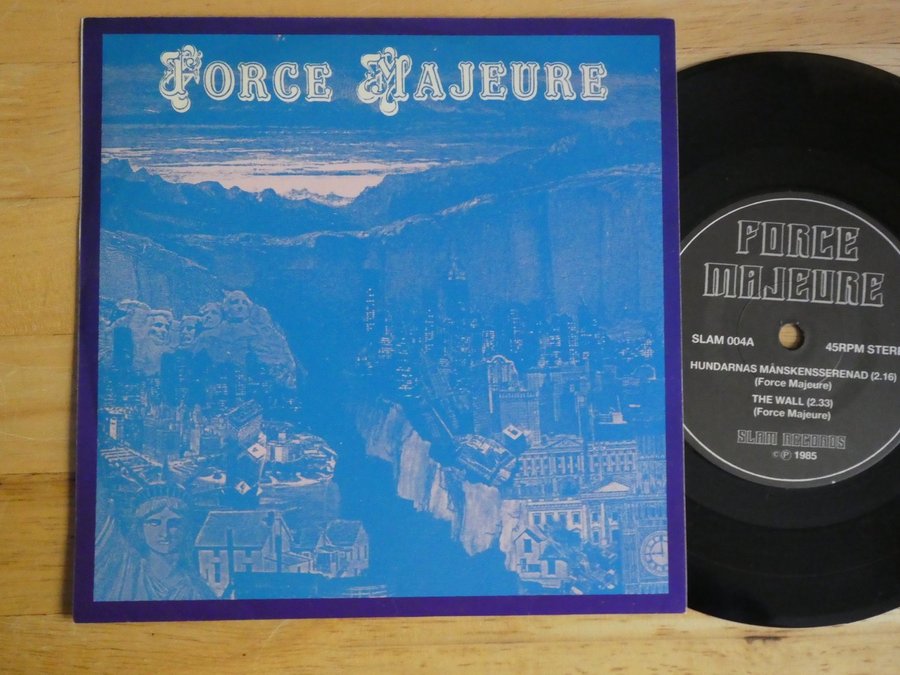 FORCE MAJEURE
FORCE
MAJEURE
SLAM 004A
45RPM STERE
HUNDARNAS MÅNSKENSSERENAD (2.16)
(Force Majeure)
THE WALL (2.33)
(Force Majeure)
SLAM RECORDS
© ℗ 1985